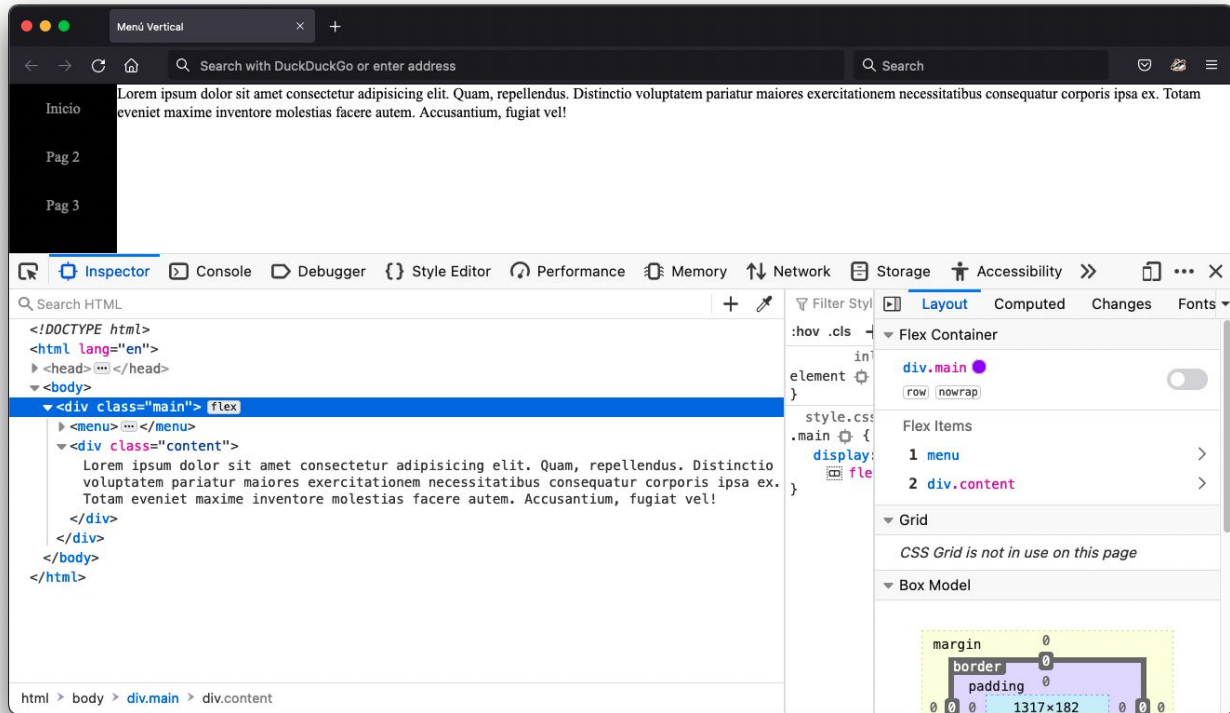 Menú Vertical
Search with DuckDuckGo or enter address
Search
Inicio
Pag 2
Pag 3
Lorem ipsum dolor sit amet consectetur adipisicing elit. Quam, repellendus. Distinctio voluptatem pariatur maiores exercitationem necessitatibus consequatur corporis ipsa ex. Totam
eveniet maxime inventore molestias facere autem. Accusantium, fugiat vel!
Inspector Console Debugger {} Style Editor Performance Memory Network Storage Accessibility
Search HTML
<!DOCTYPE html>
<html lang="en">
<head> ... </head>
<body>
<div class="main"> flex
<menu> ... </menu>
<div class="content">
Lorem ipsum dolor sit amet consectetur adipisicing elit. Quam, repellendus. Distinctio
voluptatem pariatur maiores exercitationem necessitatibus consequatur corporis ipsa ex.
Totam eveniet maxime inventore molestias facere autem. Accusantium, fugiat vel!
</div>
</div>
</body>
</html>
html > body > div.main > div.content
Filter Styl
:hov .cls +
inl
element {
}
style.css
.main {
display:
fle
}
Layout Computed Changes Fonts
Flex Container
div.main
row nowrap
Flex Items
1 menu
2 div.content
Grid
CSS Grid is not in use on this page
Box Model
margin 0
border 0
padding 0
0 0 0 1317×182 0 0 0